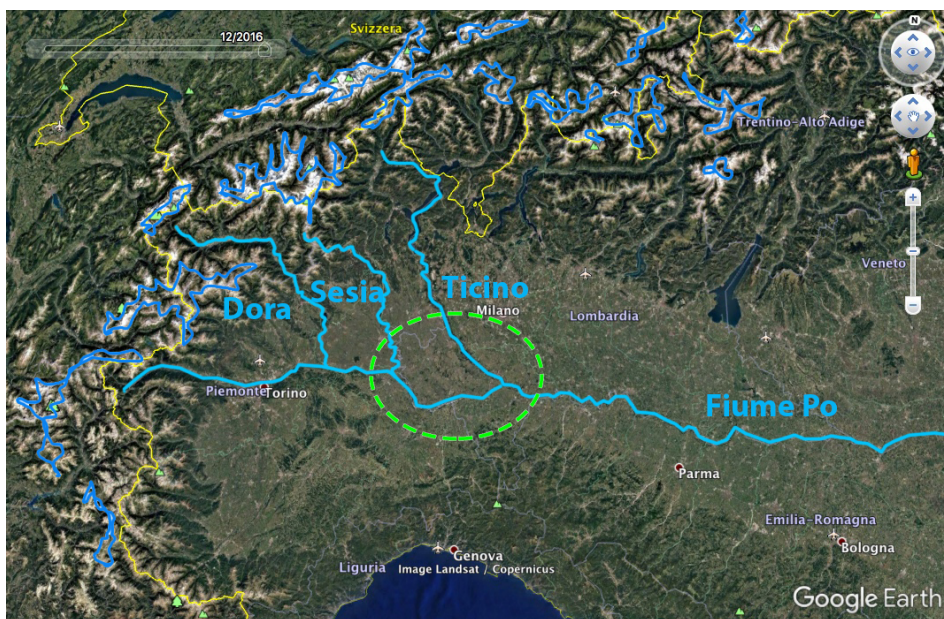 12/2016
Svizzera
N
Trentino-Alto Adige
Veneto
Dora
Sesia
Ticino
Milano
Lombardia
Piemonte
Torino
Fiume Po
Parma
Emilia-Romagna
Bologna
Genova
Liguria
Image Landsat / Copernicus
Google Earth